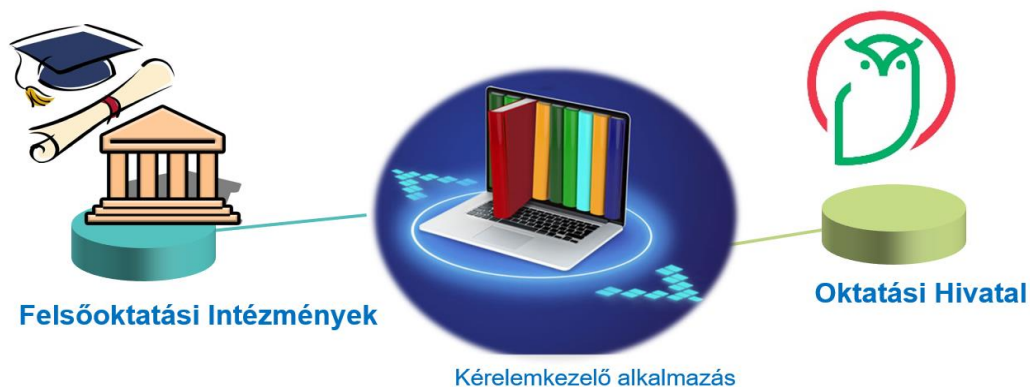 Felsőoktatási Intézmények
Oktatási Hivatal
Kérelemkezelő alkalmazás